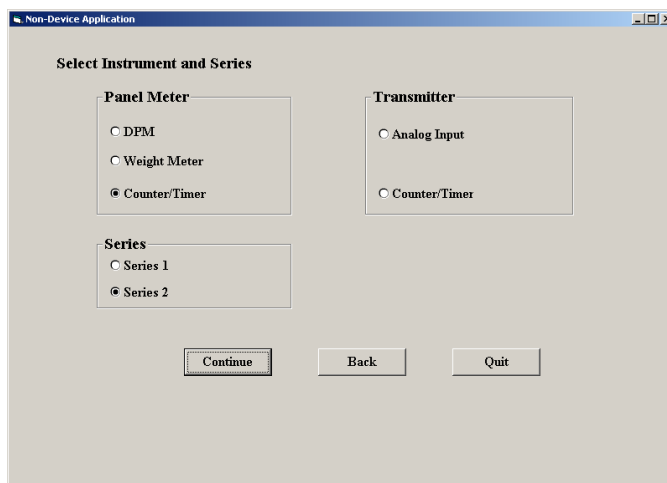 Non-Device Application
Select Instrument and Series
Panel Meter
DPM
Weight Meter
Counter/Timer
Transmitter
Analog Input
Counter/Timer
Series
Series 1
Series 2
Continue
Back
Quit